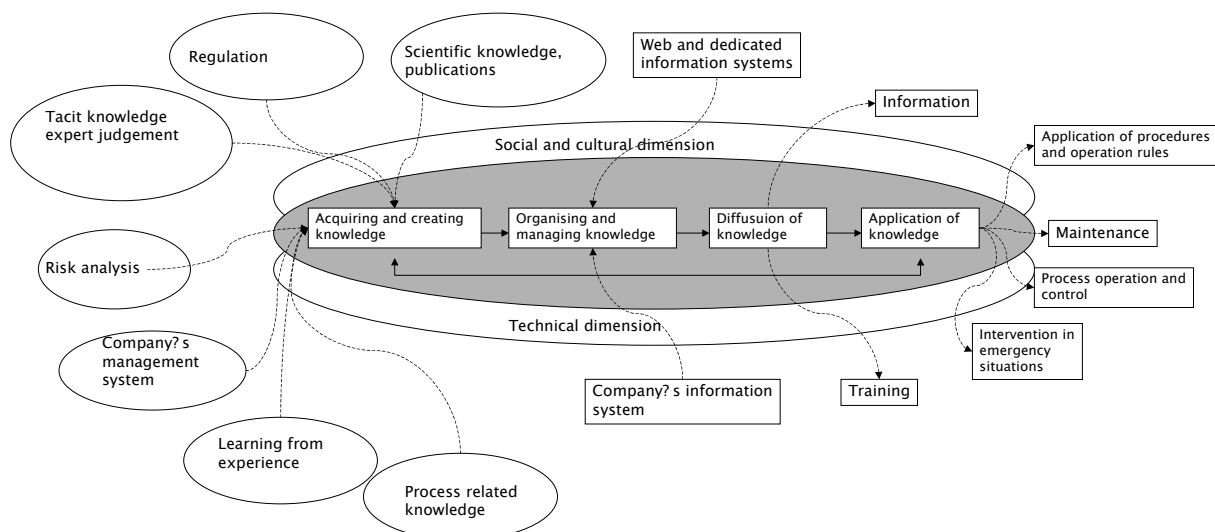 Regulation
Scientific knowledge,
publications
Web and dedicated
information systems
Information
Tacit knowledge
expert judgement
Social and cultural dimension
Application of procedures
and operation rules
Acquiring and creating
knowledge
Organising and
managing knowledge
Diffusuion of
knowledge
Application of
knowledge
Maintenance
Risk analysis
Process operation and
control
Technical dimension
Company?s
management
system
Intervention in
emergency
situations
Company?s information
system
Training
Learning from
experience
Process related
knowledge